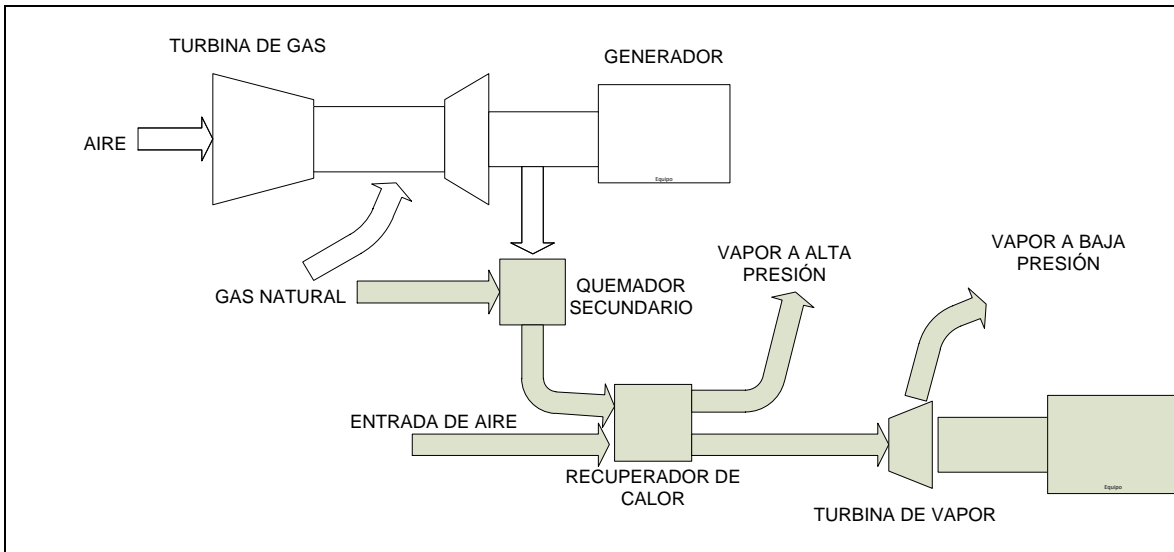 TURBINA DE GAS
GENERADOR
AIRE
Equipo
GAS NATURAL
QUEMADOR
SECUNDARIO
VAPOR A ALTA
PRESIÓN
VAPOR A BAJA
PRESIÓN
ENTRADA DE AIRE
RECUPERADOR DE
CALOR
TURBINA DE VAPOR
Equipo